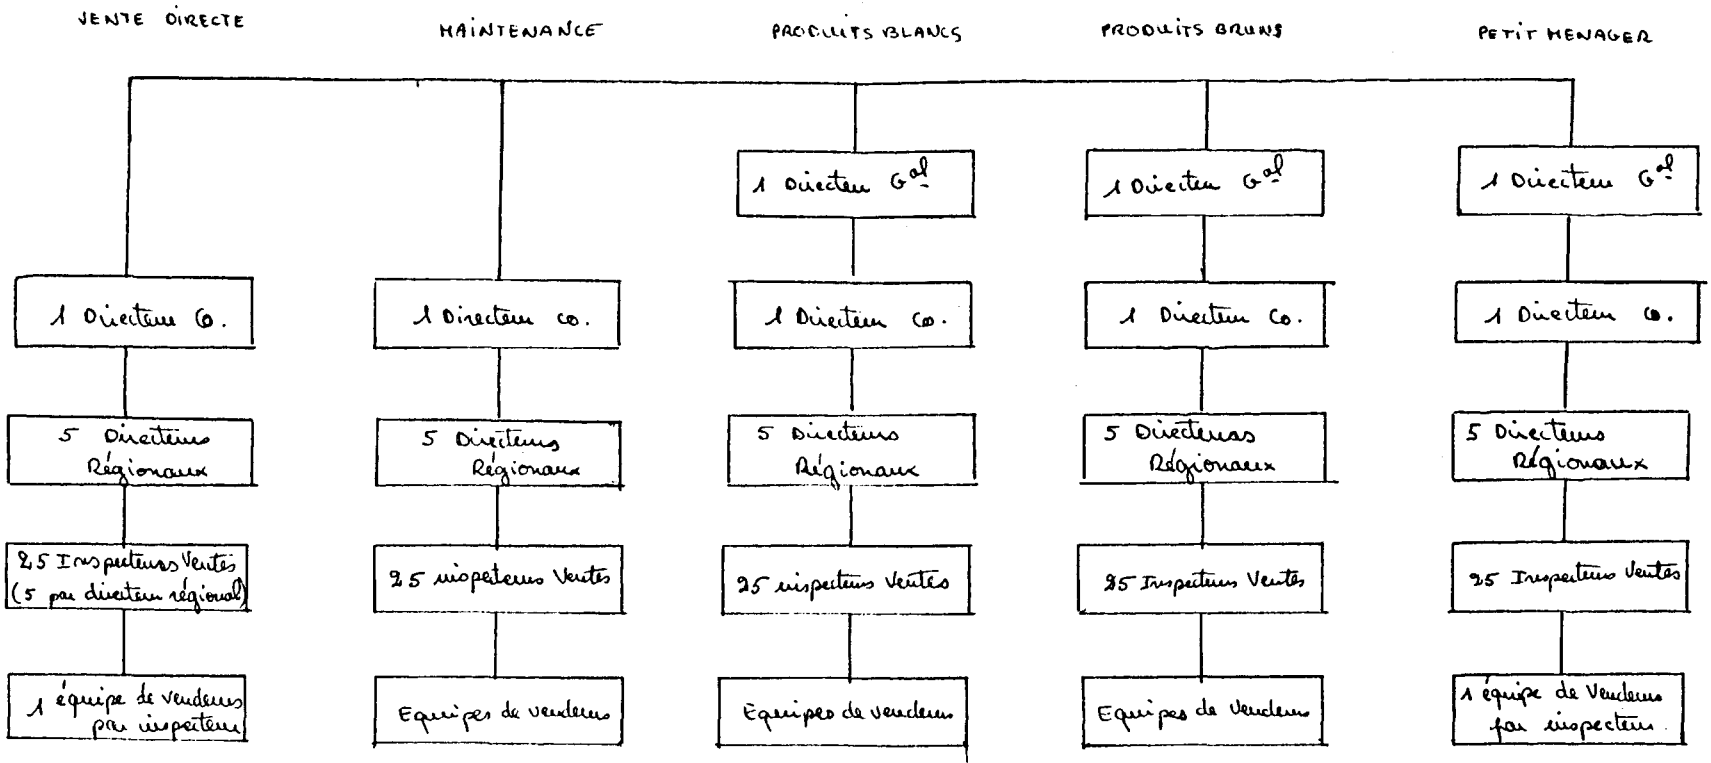 VENTE DIRECTE
MAINTENANCE
PRODUITS BLANCS
PRODUITS BRUNS
PETIT MENAGER
1 Directeur Gal
1 Directeur Gal
1 Directeur Gal
1 Directeur Co.
1 Directeur Co.
1 Directeur Co.
1 Directeur Co.
1 Directeur Co.
5 Directeurs
Régionaux
5 Directeurs
Régionaux
5 Directeurs
Régionaux
5 Directeurs
Régionaux
5 Directeurs
Régionaux
25 Inspecteurs Ventes
(5 par directeur régional)
25 inspecteurs Ventes
25 inspecteurs Ventes
25 Inspecteurs Ventes
25 Inspecteurs Ventes
1 équipe de vendeurs
par inspecteur
Equipes de vendeurs
Equipes de vendeurs
Equipes de vendeurs
1 équipe de Vendeurs
par inspecteur.